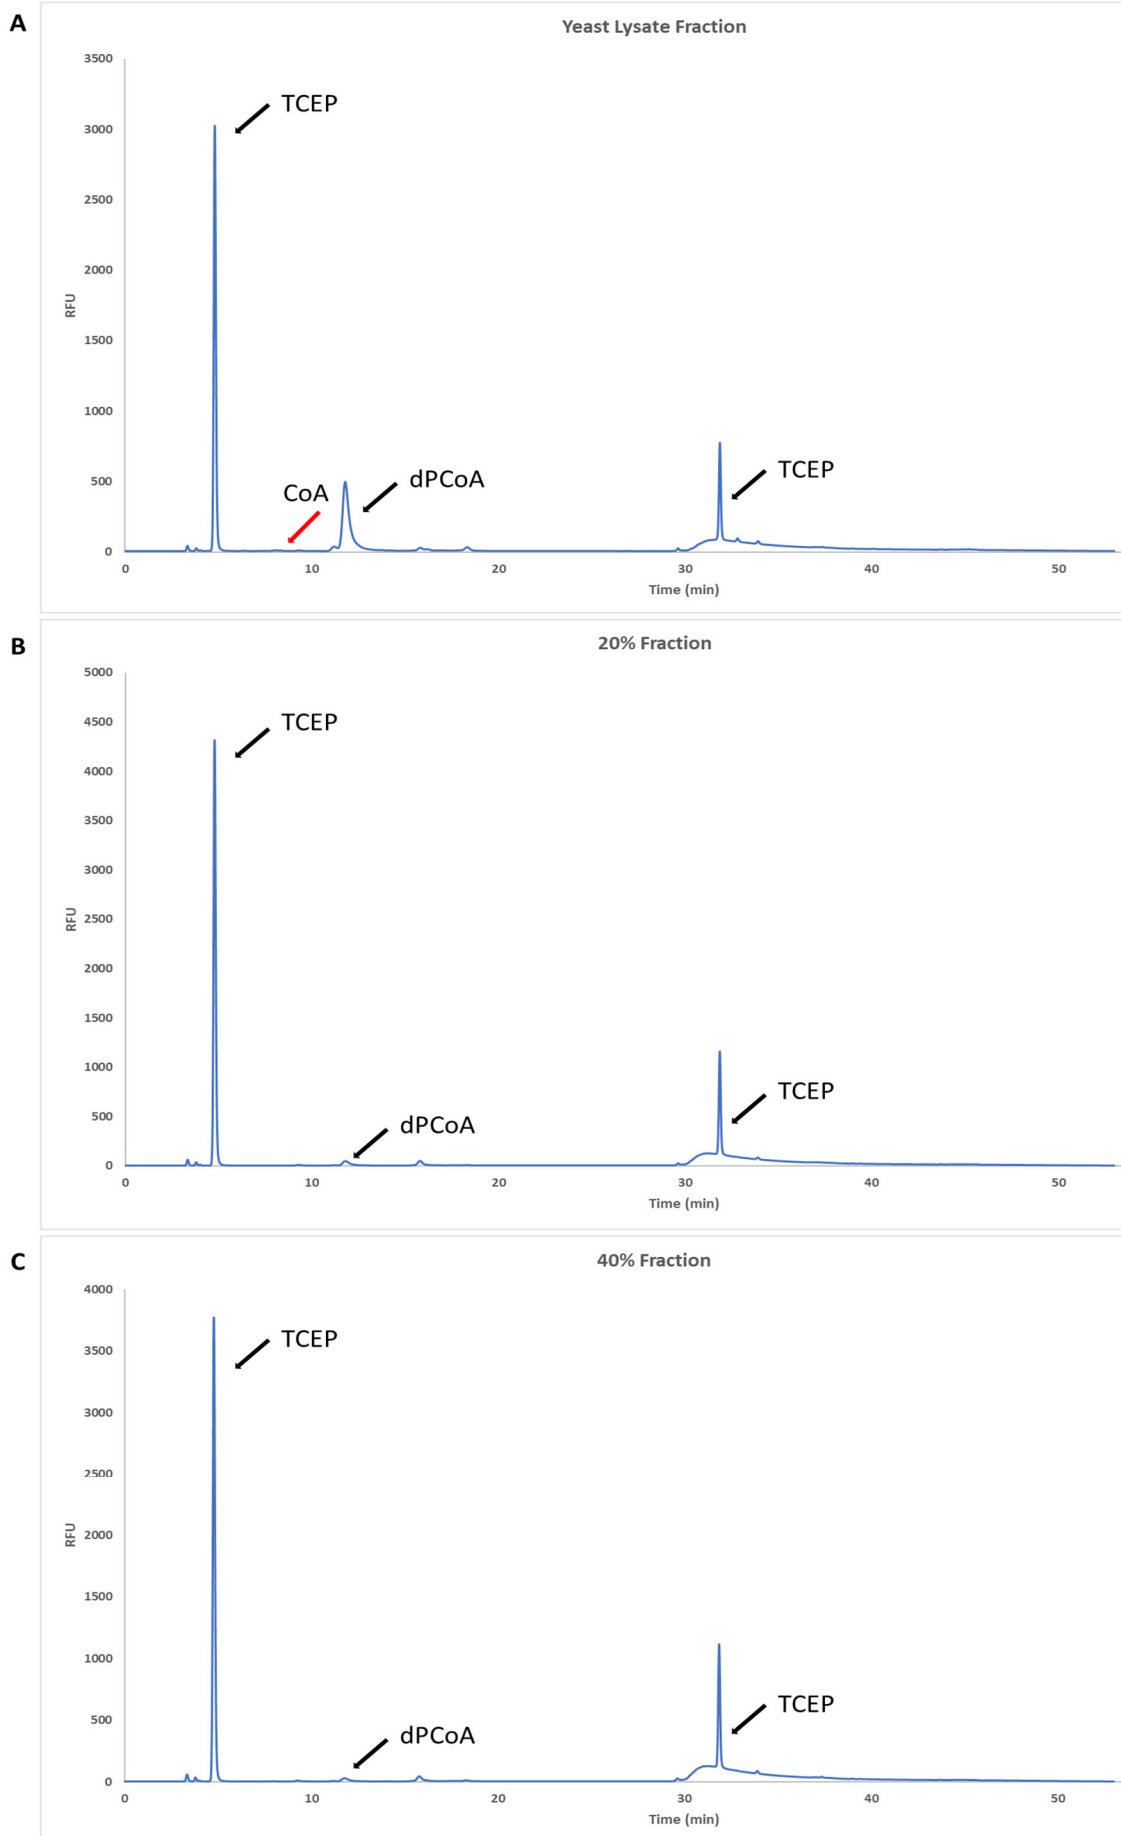 A
Yeast Lysate Fraction
3500
3000
2500
2000
1500
1000
500
0
RFU
TCEP
CoA
dPCoA
TCEP
0 10 20 30 40 50
Time (min)
B
20% Fraction
5000
4500
4000
3500
3000
2500
2000
1500
1000
500
0
RFU
TCEP
dPCoA
TCEP
0 10 20 30 40 50
Time (min)
C
40% Fraction
4000
3500
3000
2500
2000
1500
1000
500
0
RFU
TCEP
dPCoA
TCEP
0 10 20 30 40 50
Time (min)